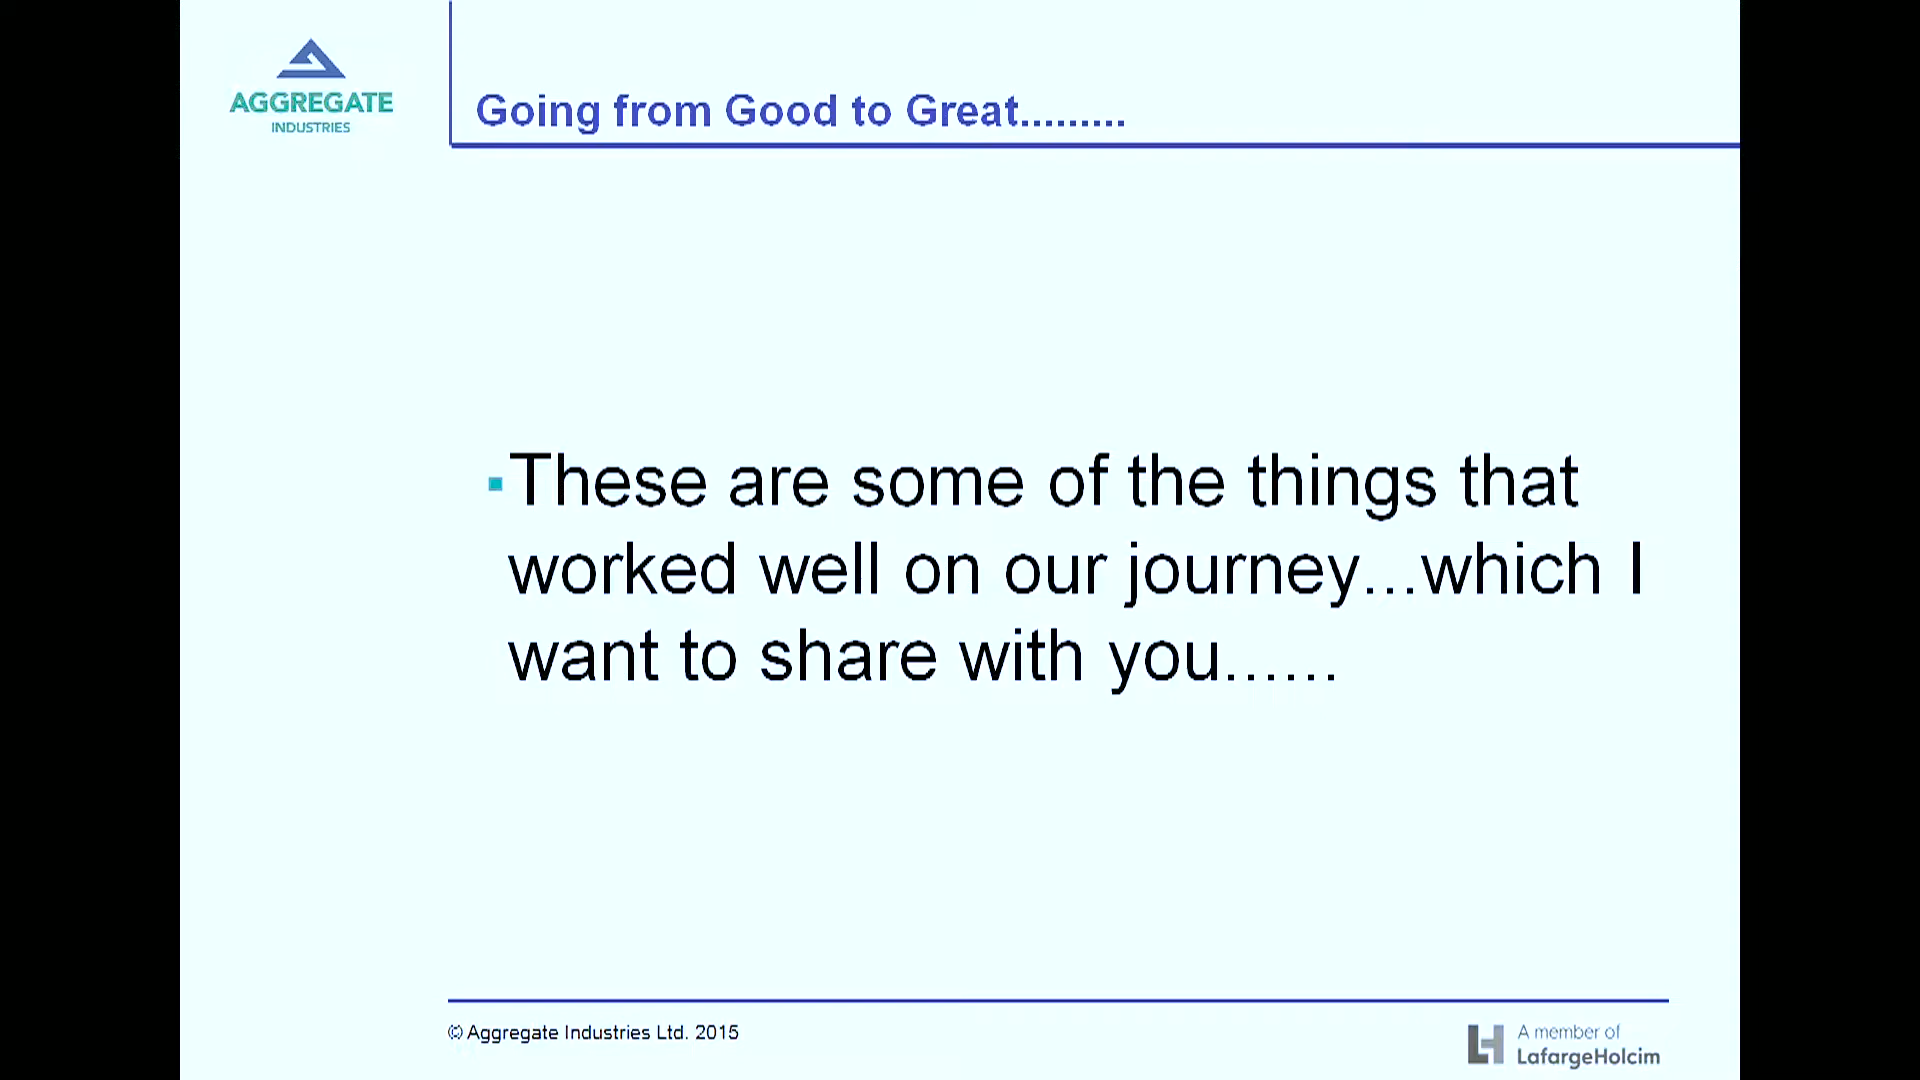 AGGREGATE
INDUSTRIES
Going from Good to Great.........
These are some of the things that
worked well on our journey...which I
want to share with you......
© Aggregate Industries Ltd. 2015
A member of
LafargeHolcim